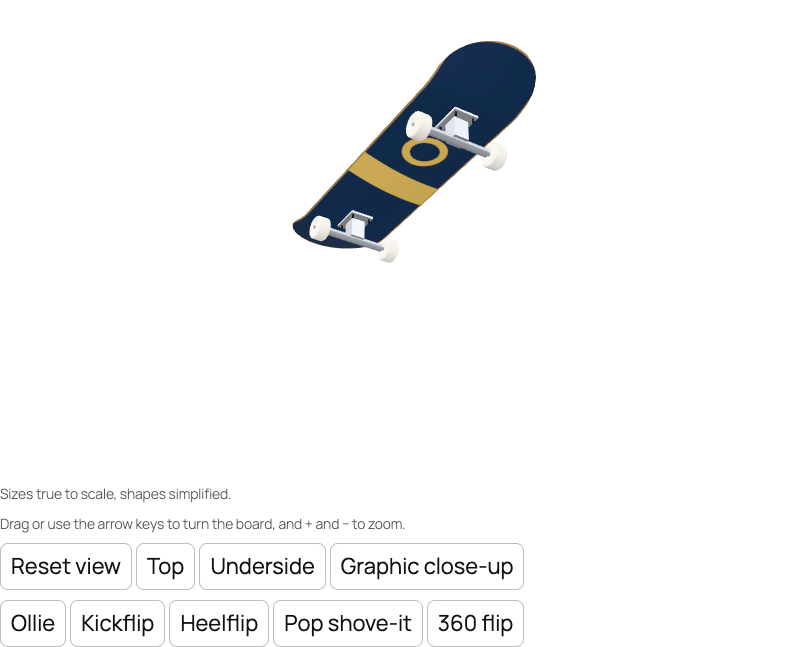 Sizes true to scale, shapes simplified.
Drag or use the arrow keys to turn the board, and + and − to zoom.
Reset view Top Underside Graphic close-up
Ollie Kickflip Heelflip Pop shove-it 360 flip